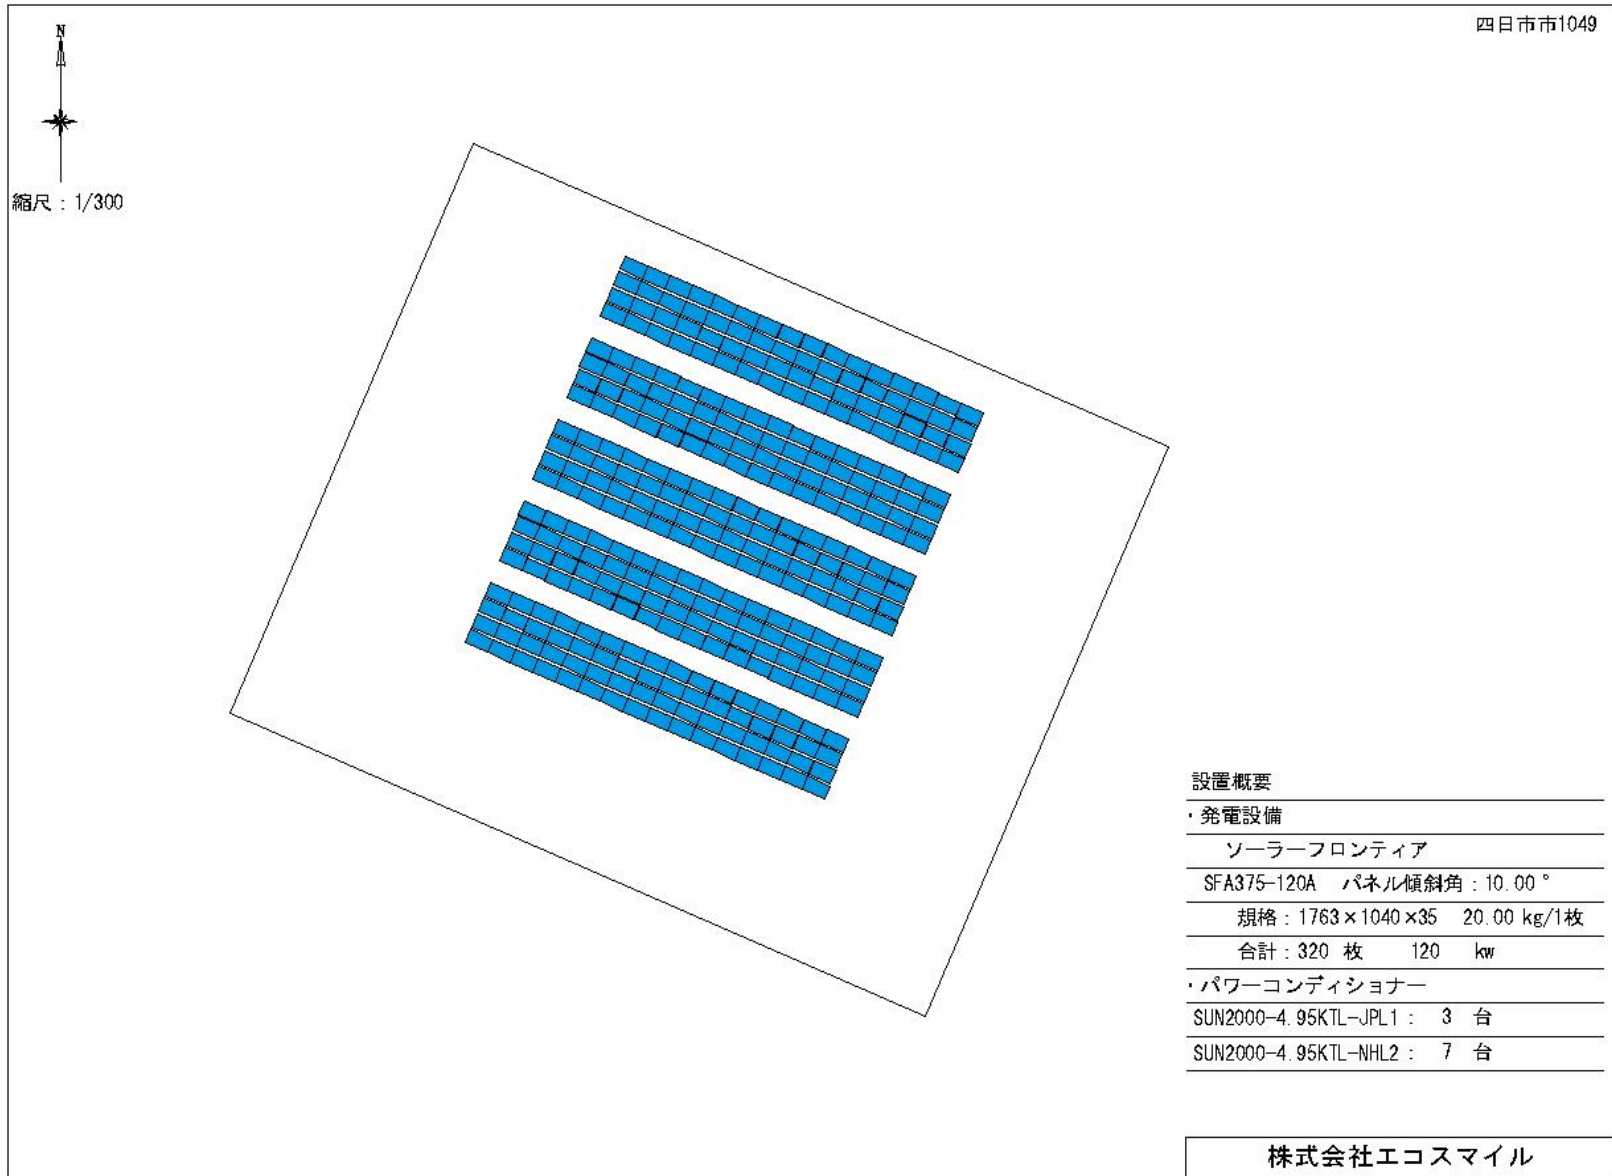 四日市市1049
N
縮尺：1/300
設置概要
・発電設備
ソーラーフロンティア
SFA375-120A パネル傾斜角：10.00°
規格：1763×1040×35 20.00 kg/1枚
合計：320 枚 120 kw
・パワーコンディショナー
SUN2000-4.95KTL-JPL1： 3 台
SUN2000-4.95KTL-NHL2： 7 台
株式会社エコスマイル